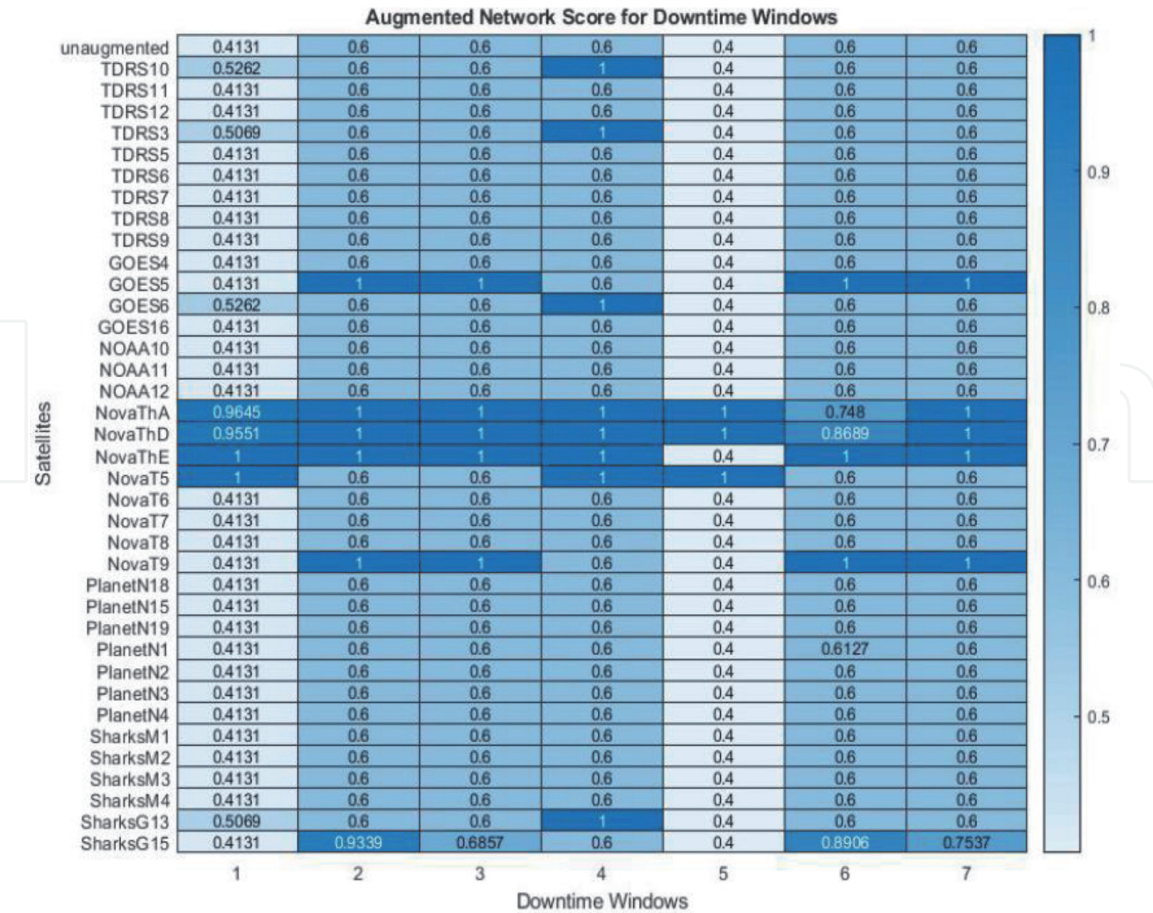 Augmented Network Score for Downtime Windows
unaugmented 0.4131 0.6 0.6 0.6 0.4 0.6 0.6
TDRS10 0.5262 0.6 0.6 1 0.4 0.6 0.6
TDRS11 0.4131 0.6 0.6 0.6 0.4 0.6 0.6
TDRS12 0.4131 0.6 0.6 0.6 0.4 0.6 0.6
TDRS3 0.5069 0.6 0.6 1 0.4 0.6 0.6
TDRS5 0.4131 0.6 0.6 0.6 0.4 0.6 0.6
TDRS6 0.4131 0.6 0.6 0.6 0.4 0.6 0.6
TDRS7 0.4131 0.6 0.6 0.6 0.4 0.6 0.6
TDRS8 0.4131 0.6 0.6 0.6 0.4 0.6 0.6
TDRS9 0.4131 0.6 0.6 0.6 0.4 0.6 0.6
GOES4 0.4131 0.6 0.6 0.6 0.4 0.6 0.6
GOES5 0.4131 1 1 0.6 0.4 1 1
GOES6 0.5262 0.6 0.6 1 0.4 0.6 0.6
GOES16 0.4131 0.6 0.6 0.6 0.4 0.6 0.6
NOAA10 0.4131 0.6 0.6 0.6 0.4 0.6 0.6
NOAA11 0.4131 0.6 0.6 0.6 0.4 0.6 0.6
NOAA12 0.4131 0.6 0.6 0.6 0.4 0.6 0.6
NovaThA 0.9645 1 1 1 1 0.748 1
NovaThD 0.9551 1 1 1 1 0.8689 1
NovaThE 1 1 1 1 0.4 1 1
NovaT5 1 0.6 0.6 1 1 0.6 0.6
NovaT6 0.4131 0.6 0.6 0.6 0.4 0.6 0.6
NovaT7 0.4131 0.6 0.6 0.6 0.4 0.6 0.6
NovaT8 0.4131 0.6 0.6 0.6 0.4 0.6 0.6
NovaT9 0.4131 1 1 0.6 0.4 1 1
PlanetN18 0.4131 0.6 0.6 0.6 0.4 0.6 0.6
PlanetN15 0.4131 0.6 0.6 0.6 0.4 0.6 0.6
PlanetN19 0.4131 0.6 0.6 0.6 0.4 0.6 0.6
PlanetN1 0.4131 0.6 0.6 0.6 0.4 0.6127 0.6
PlanetN2 0.4131 0.6 0.6 0.6 0.4 0.6 0.6
PlanetN3 0.4131 0.6 0.6 0.6 0.4 0.6 0.6
PlanetN4 0.4131 0.6 0.6 0.6 0.4 0.6 0.6
SharksM1 0.4131 0.6 0.6 0.6 0.4 0.6 0.6
SharksM2 0.4131 0.6 0.6 0.6 0.4 0.6 0.6
SharksM3 0.4131 0.6 0.6 0.6 0.4 0.6 0.6
SharksM4 0.4131 0.6 0.6 0.6 0.4 0.6 0.6
SharksG13 0.5069 0.6 0.6 1 0.4 0.6 0.6
SharksG15 0.4131 0.9339 0.6857 0.6 0.4 0.8906 0.7537
1 2 3 4 5 6 7
Downtime Windows
Satellites
1
0.9
0.8
0.7
0.6
0.5